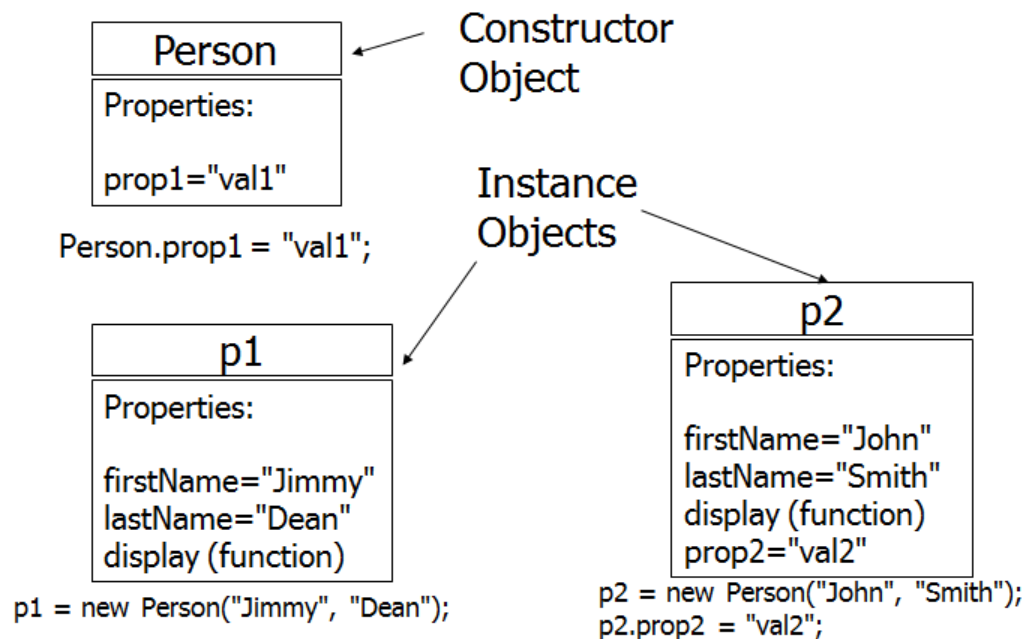 Person
Constructor
Object
Properties:
prop1="val1"
Person.prop1 = "val1";
Instance
Objects
p1
Properties:
firstName="Jimmy"
lastName="Dean"
display (function)
p1 = new Person("Jimmy", "Dean");
p2
Properties:
firstName="John"
lastName="Smith"
display (function)
prop2="val2"
p2 = new Person("John", "Smith");
p2.prop2 = "val2";